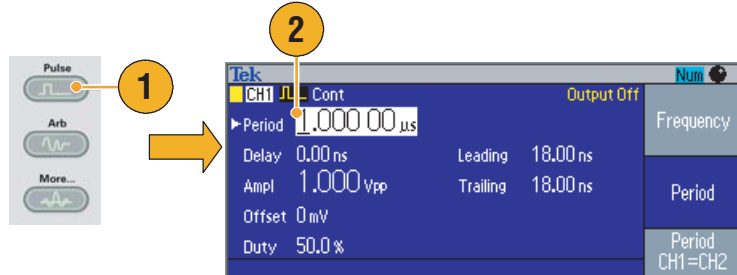 2
Pulse
1
Arb
More...
Tek Num
CH1 Cont Output Off
Period 1.000 00 µs
Delay 0.00 ns Leading 18.00 ns
Ampl 1.000 Vpp Trailing 18.00 ns
Offset 0 mV
Duty 50.0 %
Frequency
Period
Period
CH1=CH2